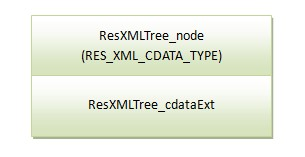 ResXMLTree_node
(RES_XML_CDATA_TYPE)
ResXMLTree_cdataExt